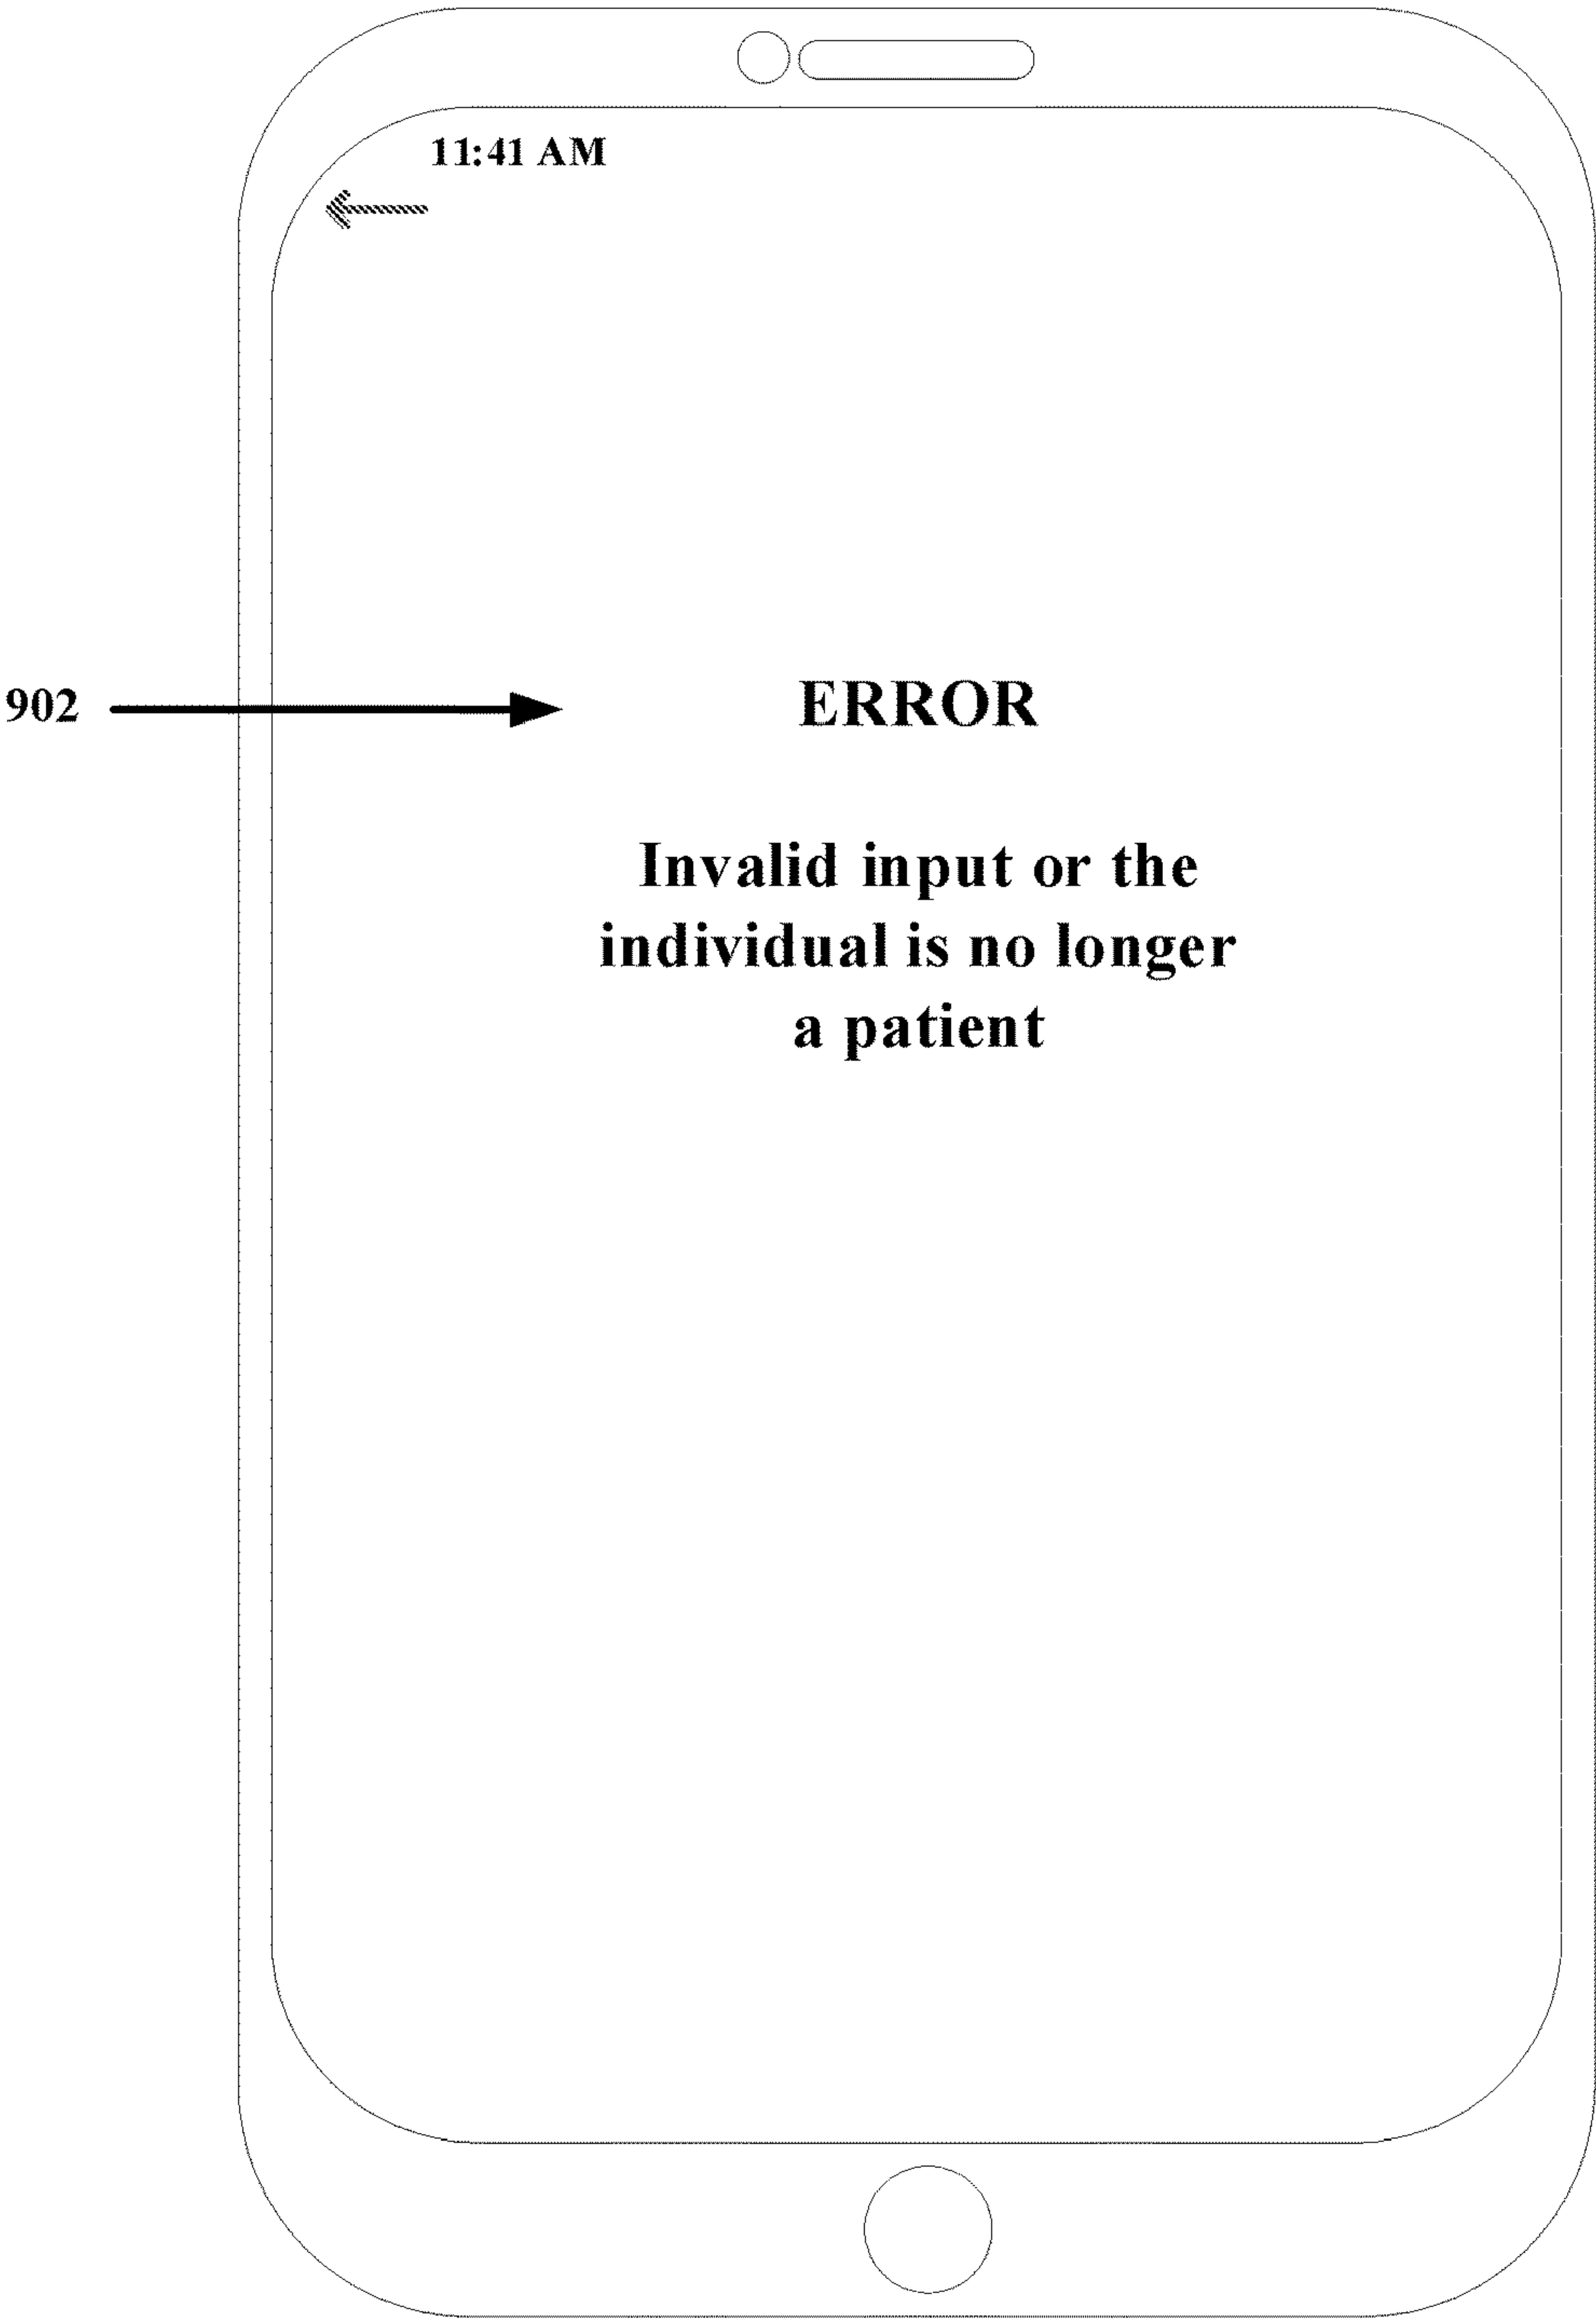 11:41 AM
902
ERROR
Invalid input or the
individual is no longer
a patient